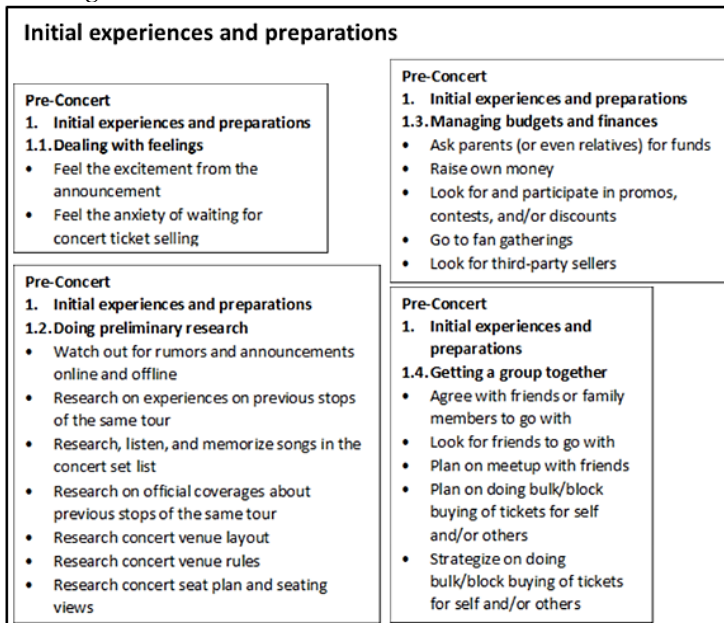 Initial experiences and preparations
Pre-Concert
1. Initial experiences and preparations
1.1. Dealing with feelings
• Feel the excitement from the
announcement
• Feel the anxiety of waiting for
concert ticket selling
Pre-Concert
1. Initial experiences and preparations
1.2. Doing preliminary research
• Watch out for rumors and announcements
online and offline
• Research on experiences on previous stops
of the same tour
• Research, listen, and memorize songs in the
concert set list
• Research on official coverages about
previous stops of the same tour
• Research concert venue layout
• Research concert venue rules
• Research concert seat plan and seating
views
Pre-Concert
1. Initial experiences and preparations
1.3. Managing budgets and finances
• Ask parents (or even relatives) for funds
• Raise own money
• Look for and participate in promos,
contests, and/or discounts
• Go to fan gatherings
• Look for third-party sellers
Pre-Concert
1. Initial experiences and
preparations
1.4. Getting a group together
• Agree with friends or family
members to go with
• Look for friends to go with
• Plan on meetup with friends
• Plan on doing bulk/block
buying of tickets for self
and/or others
• Strategize on doing
bulk/block buying of tickets
for self and/or others